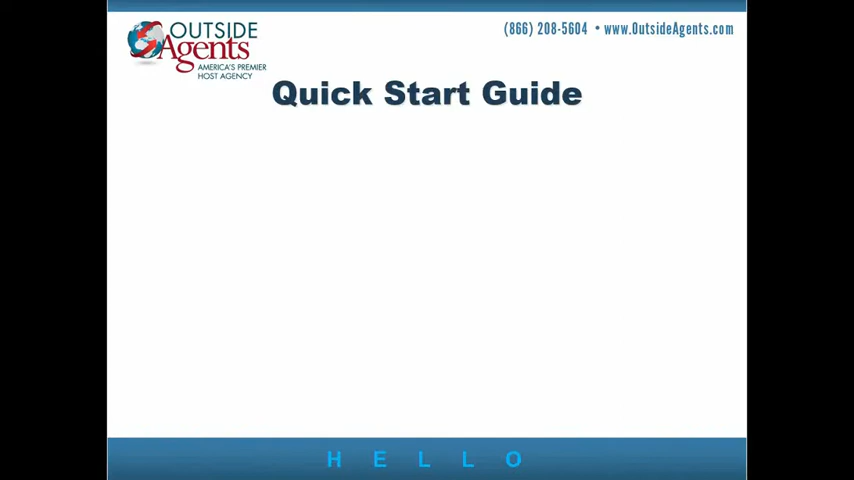 OUTSIDE
Agents
AMERICA'S PREMIER
HOST AGENCY
(866) 208-5604 • www.OutsideAgents.com
Quick Start Guide
H E L L O